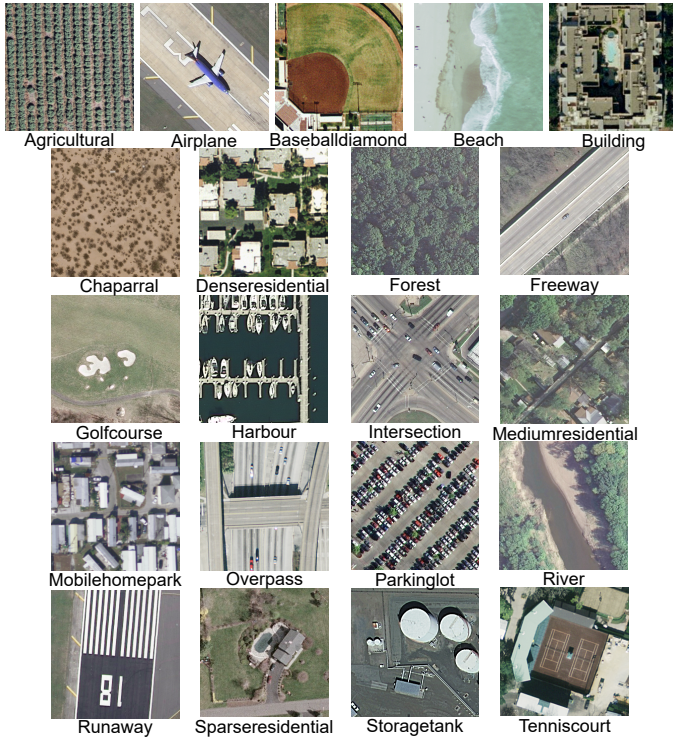 Agricultural
Airplane
Baseballdiamond
Beach
Building
Chaparral
Denseresidential
Forest
Freeway
Golfcourse
Harbour
Intersection
Mediumresidential
Mobilehomepark
Overpass
Parkinglot
River
18
Runaway
Sparseresidential
Storagetank
Tenniscourt